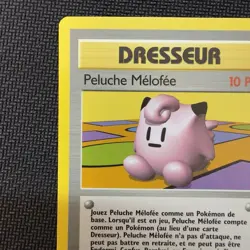 DRESSEUR
Peluche Mélofée
10 P
Jouez Peluche Mélofée comme un Pokémon de
base. Lorsqu'il est en jeu, Peluche Mélofée compte
comme un Pokémon (au lieu d'une carte
Dresseur). Peluche Mélofée n'a pas d'attaque, ne
peut pas battre en retraite, et ne peut pas être